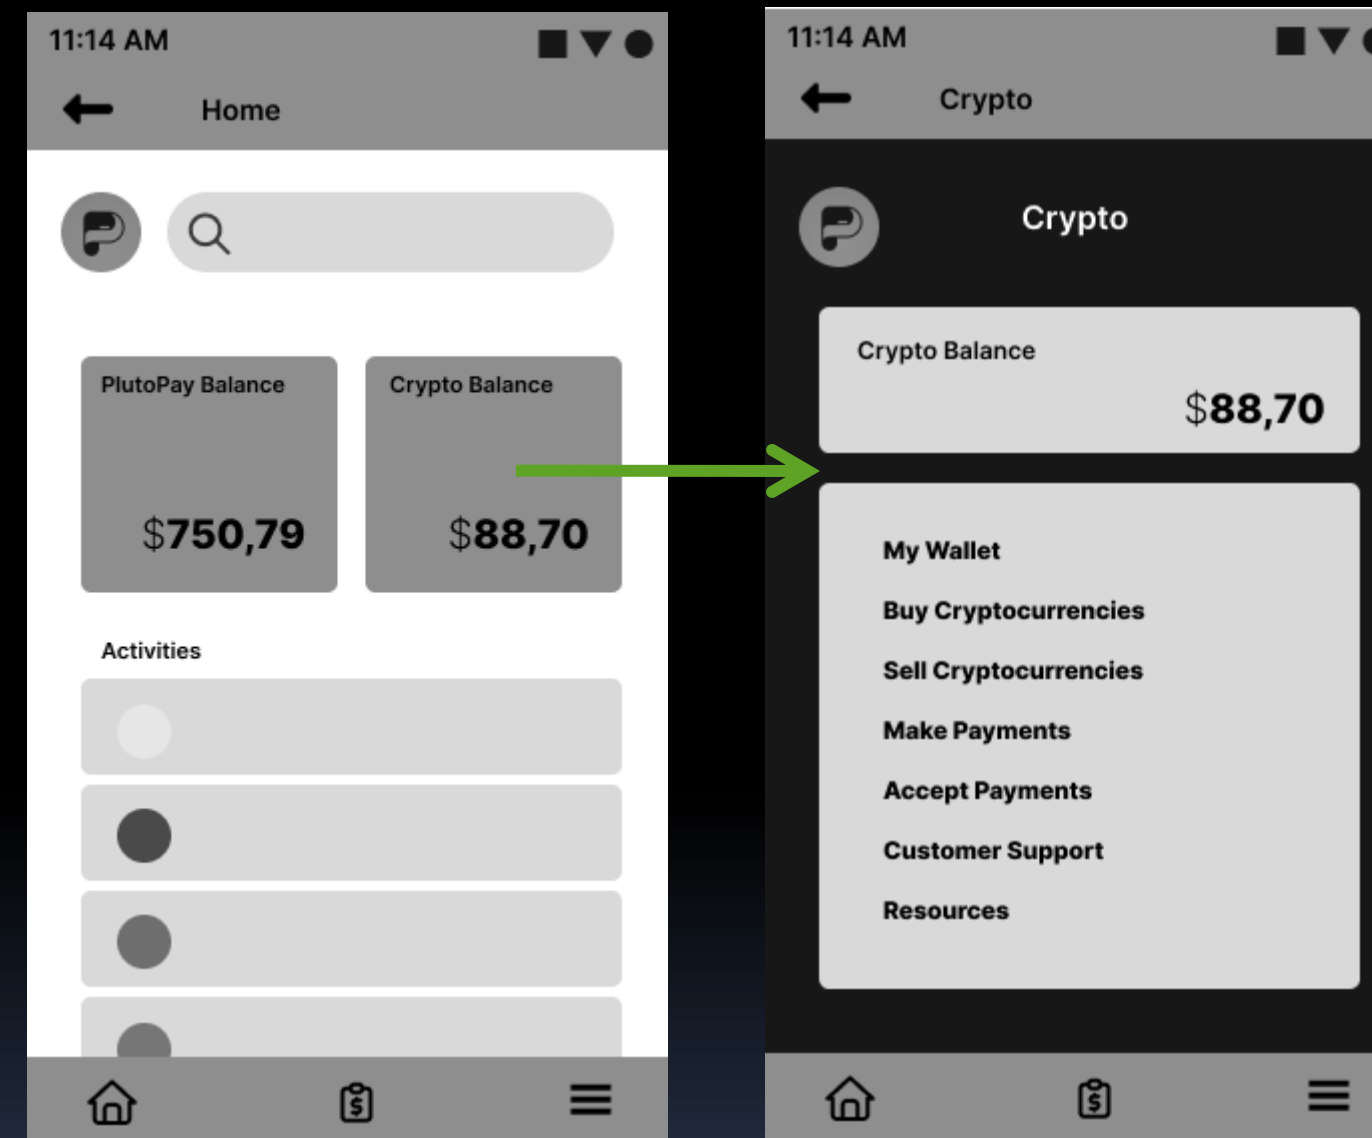 11:14 AM
Home
PlutoPay Balance
$750,79
Crypto Balance
$88,70
Activities
11:14 AM
Crypto
Crypto
Crypto Balance
$88,70
My Wallet
Buy Cryptocurrencies
Sell Cryptocurrencies
Make Payments
Accept Payments
Customer Support
Resources